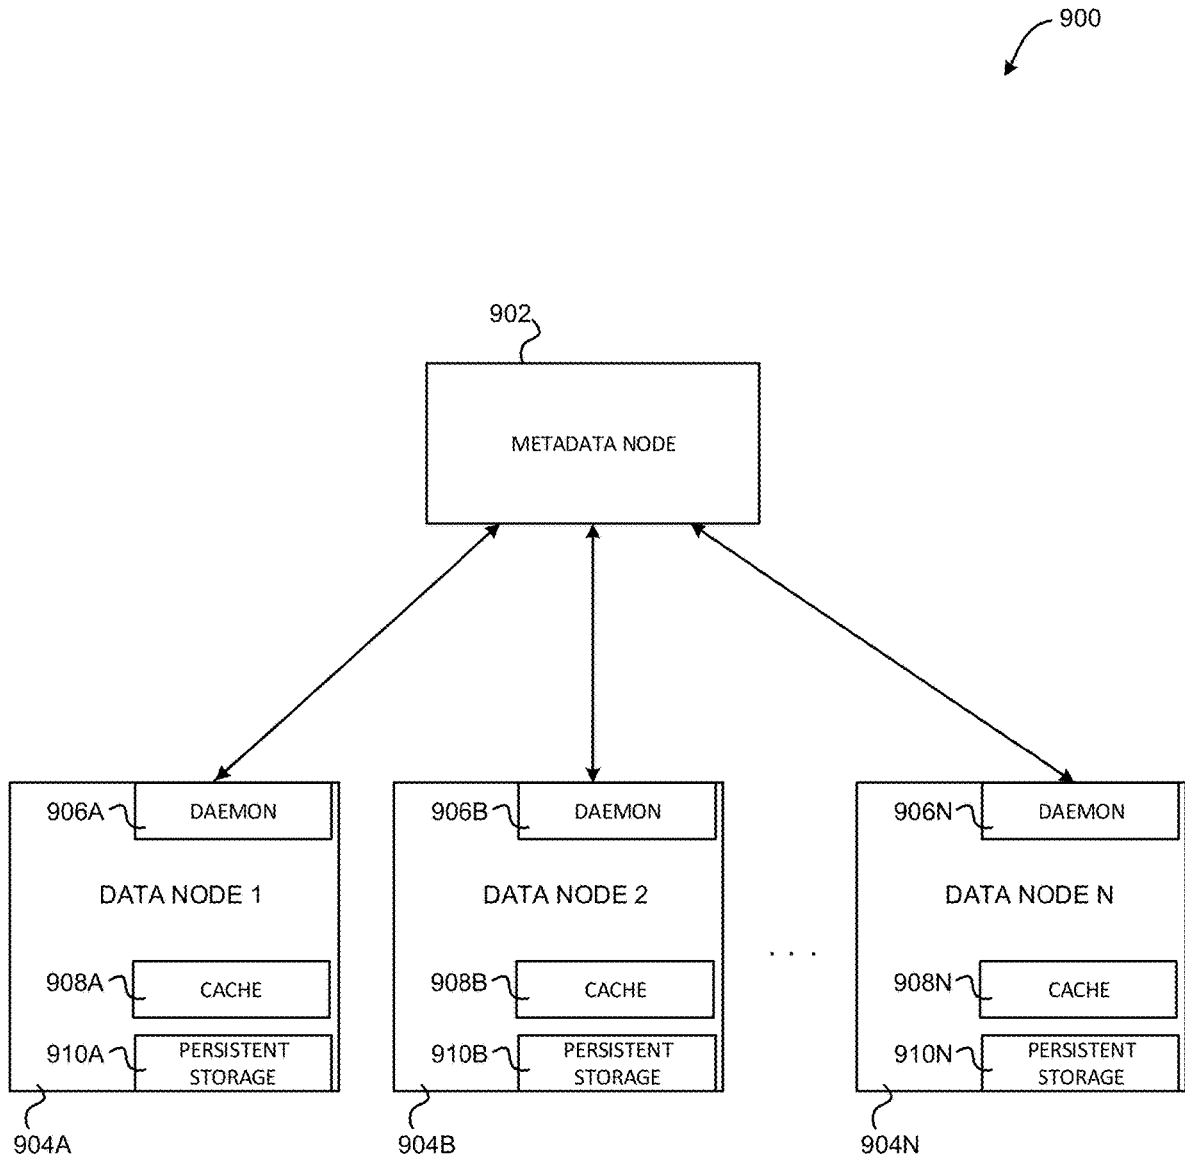 900
902
METADATA NODE
906A DAEMON 906B DAEMON 906N DAEMON
DATA NODE 1 DATA NODE 2 DATA NODE N
. . .
908A CACHE 908B CACHE 908N CACHE
910A PERSISTENT STORAGE 910B PERSISTENT STORAGE 910N PERSISTENT STORAGE
904A 904B 904N